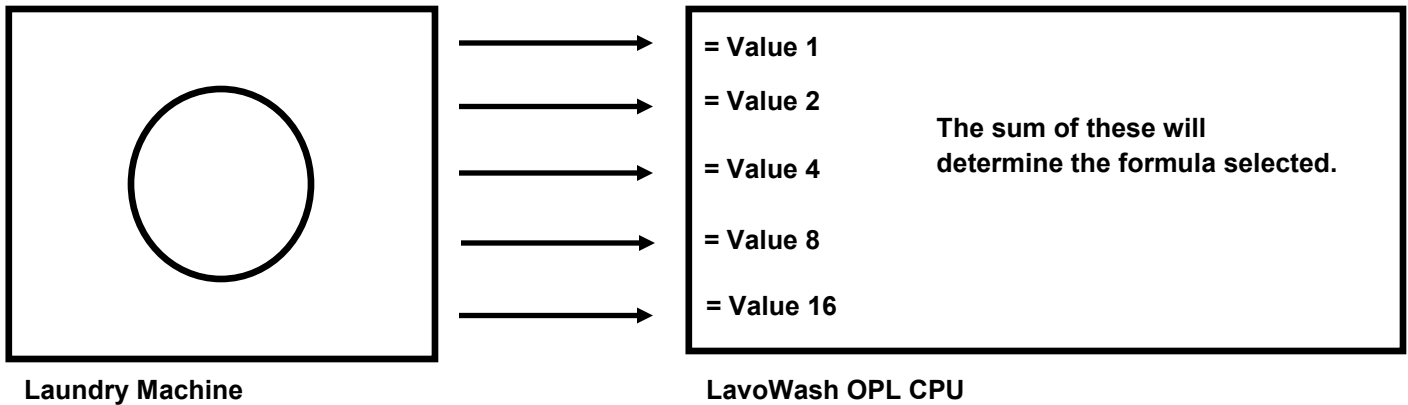 = Value 1
= Value 2
= Value 4
= Value 8
= Value 16
The sum of these will
determine the formula selected.
Laundry Machine
LavoWash OPL CPU